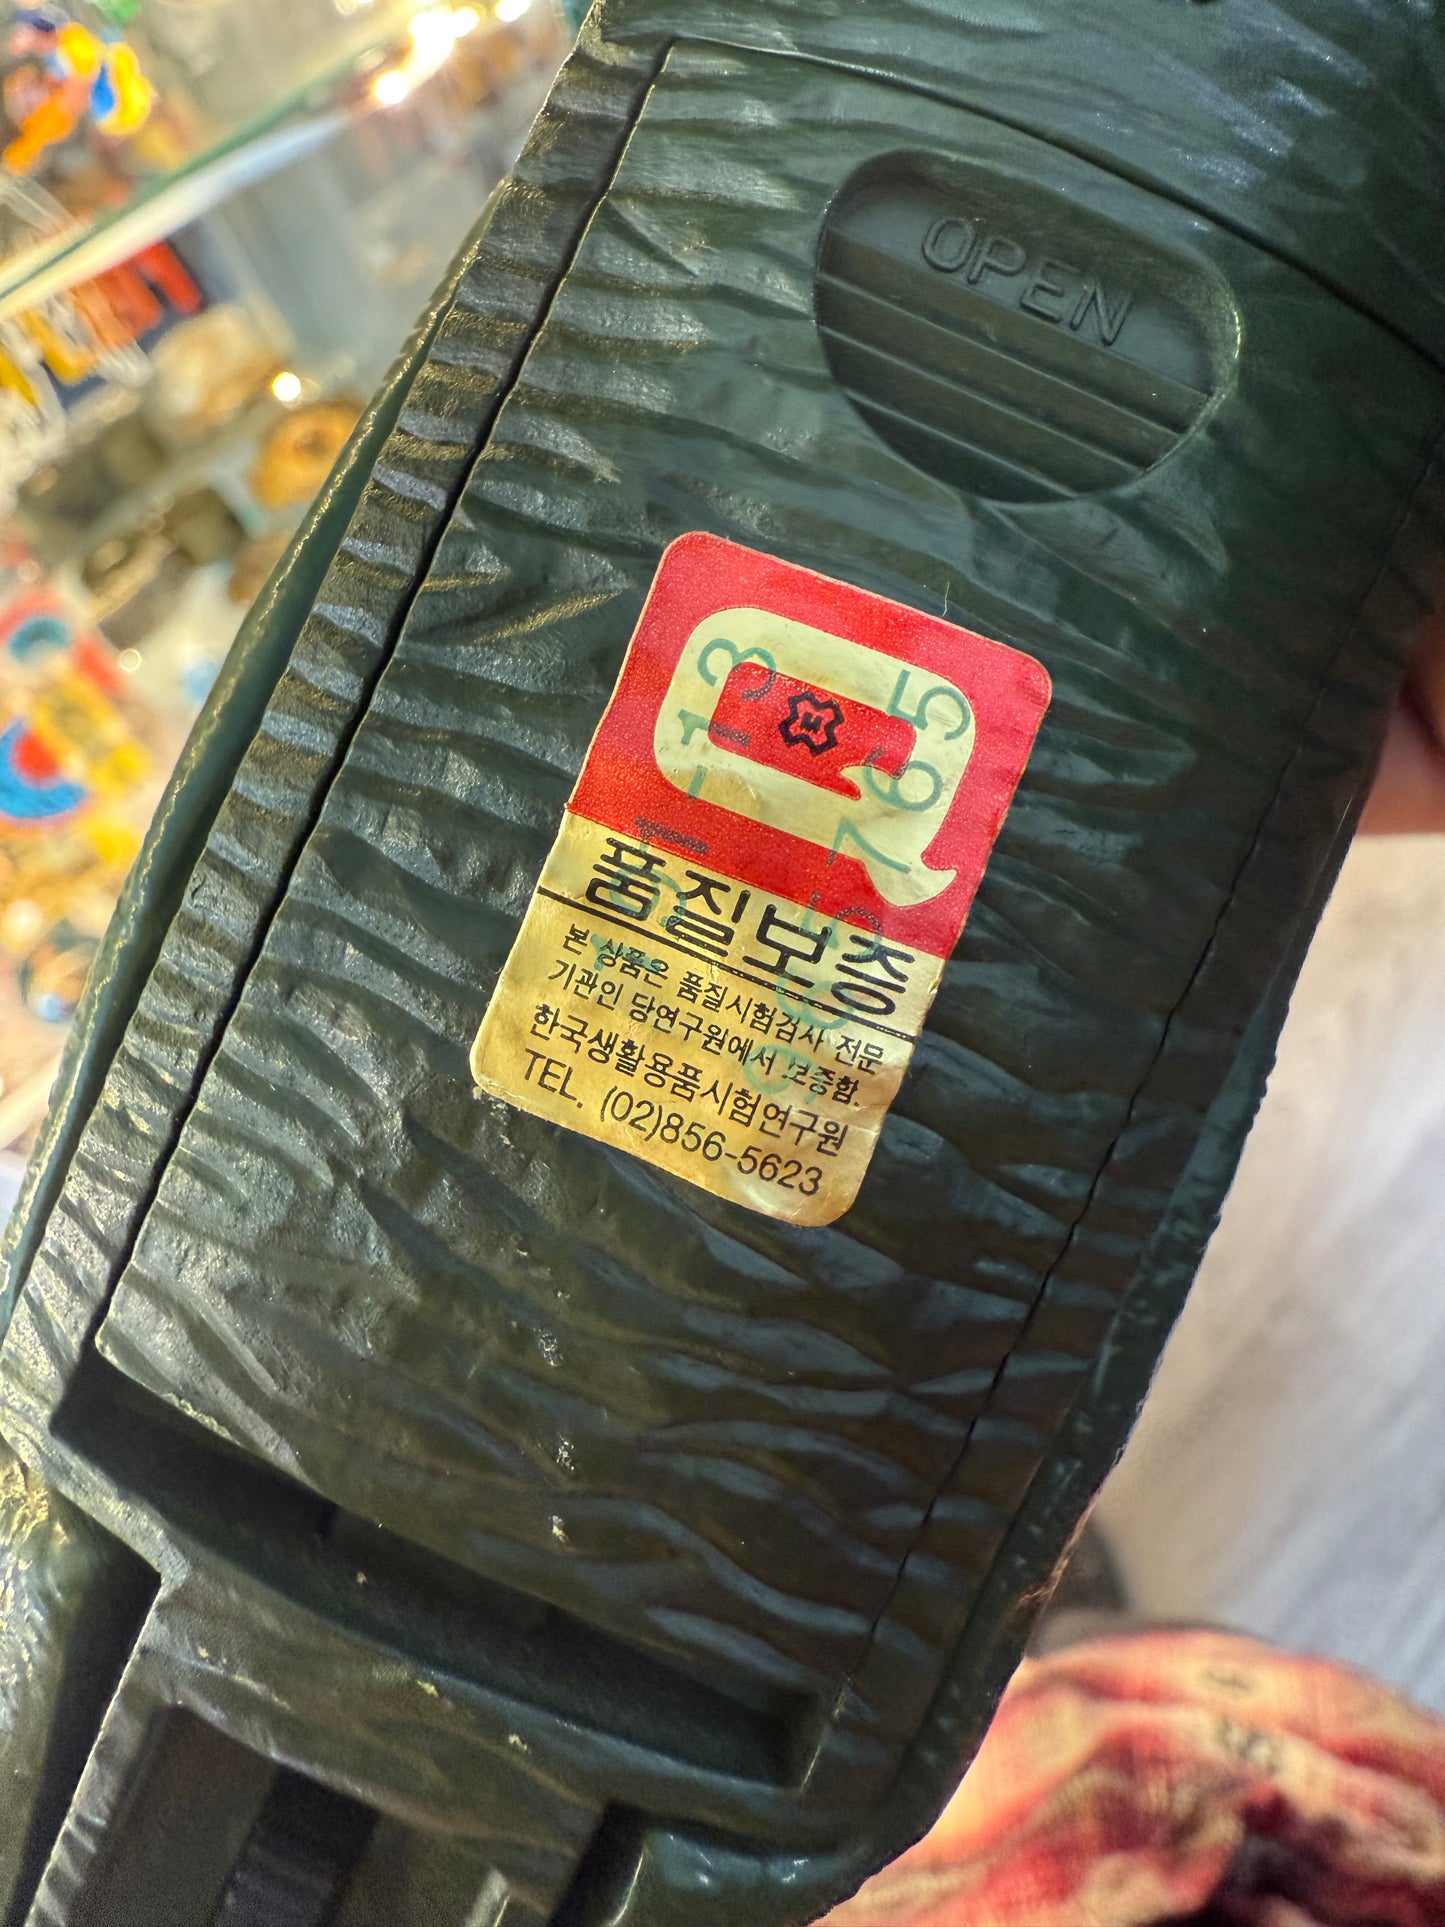 OPEN
품질보증
본 상품은 품질시험검사 전문
기관인 당연구원에서 보증함.
한국생활용품시험연구원
TEL. (02)856-5623